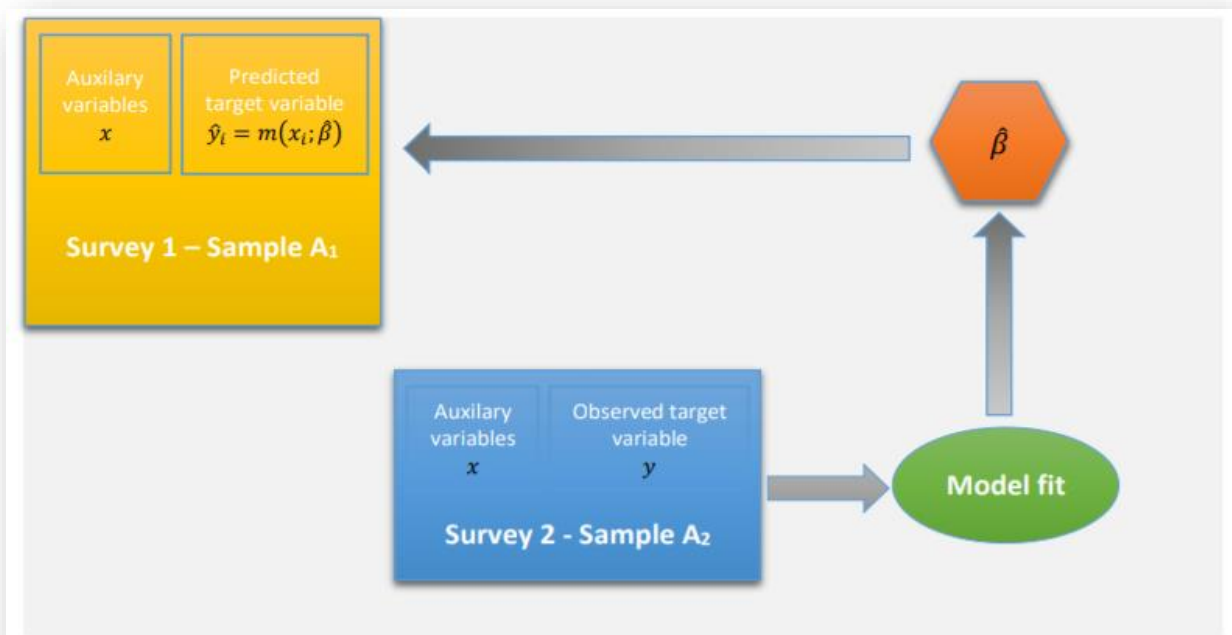 Auxilary
variables
x
Predicted
target variable
ŷᵢ = m(xᵢ; β̂)
Survey 1 – Sample A₁
β̂
Auxilary
variables
x
Observed target
variable
y
Survey 2 - Sample A₂
Model fit